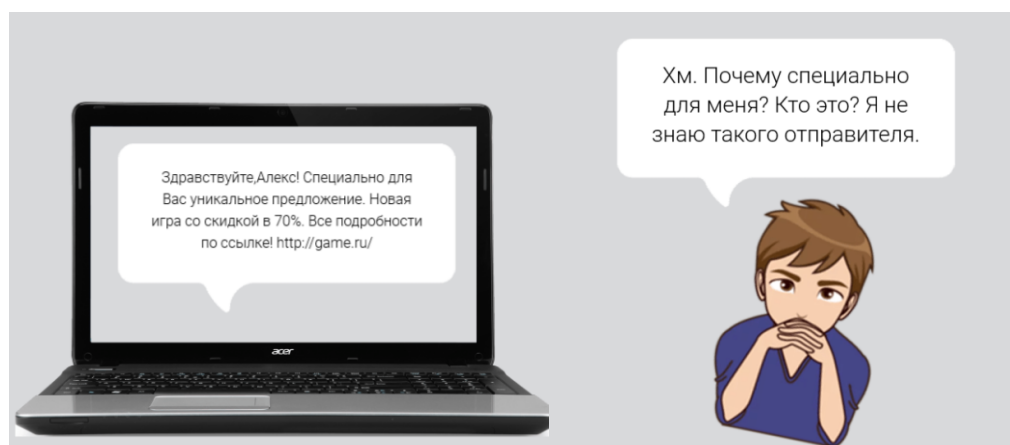 Здравствуйте,Алекс! Специально для
Вас уникальное предложение. Новая
игра со скидкой в 70%. Все подробности
по ссылке! http://game.ru/
acer
Хм. Почему специально
для меня? Кто это? Я не
знаю такого отправителя.